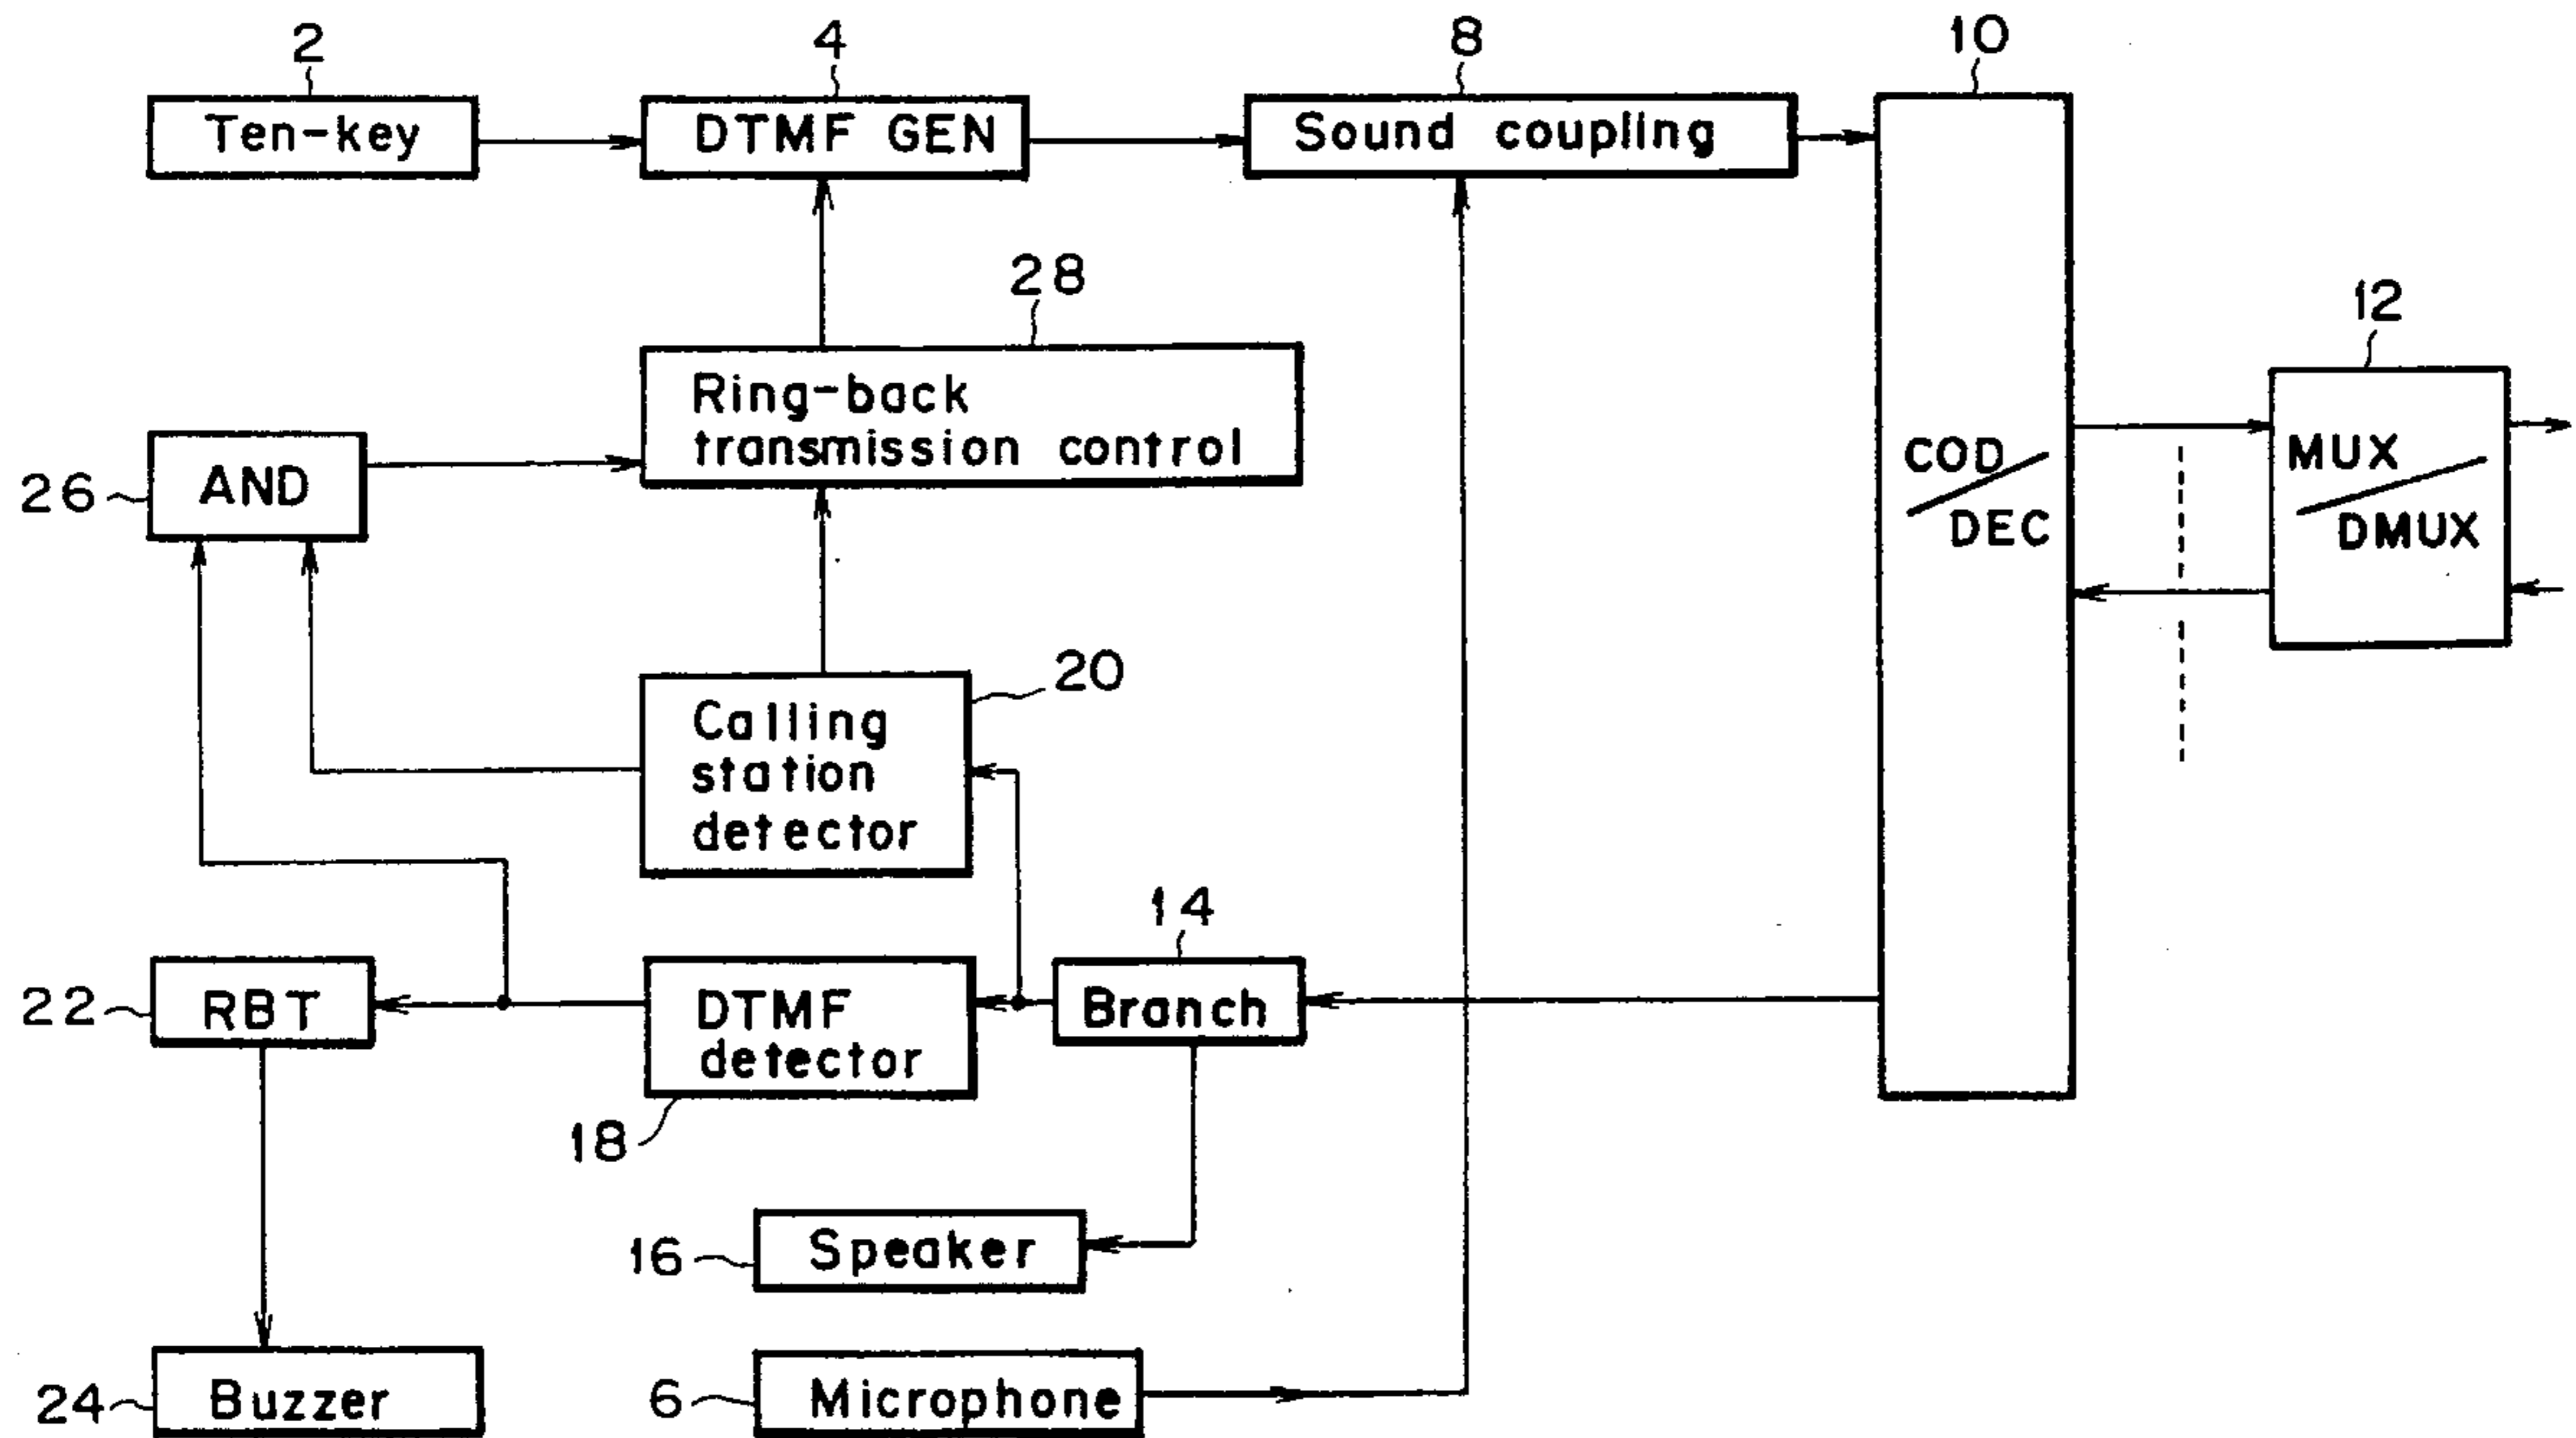 2
4
8
10
Ten-key
DTMF GEN
Sound coupling
28
12
Ring-back
transmission control
26
AND
COD
/
DEC
MUX
/
DMUX
20
Calling
station
detector
14
22
RBT
DTMF
detector
Branch
18
16
Speaker
24
Buzzer
6
Microphone